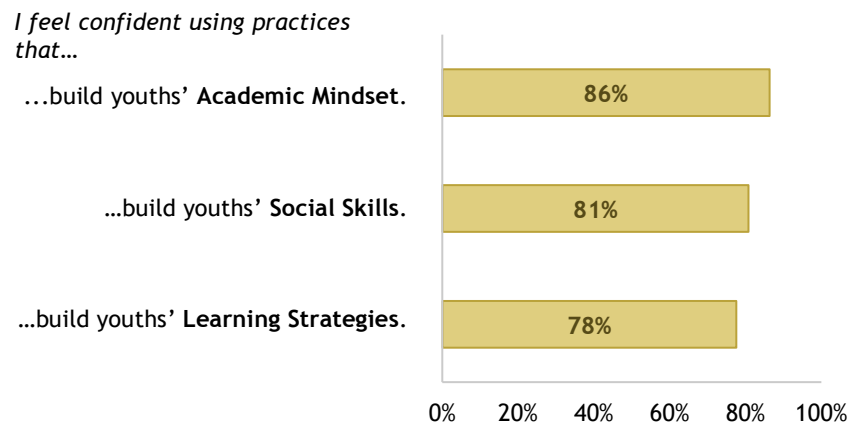 I feel confident using practices
that…
...build youths’ Academic Mindset.
86%
…build youths’ Social Skills.
81%
…build youths’ Learning Strategies.
78%
0% 20% 40% 60% 80% 100%